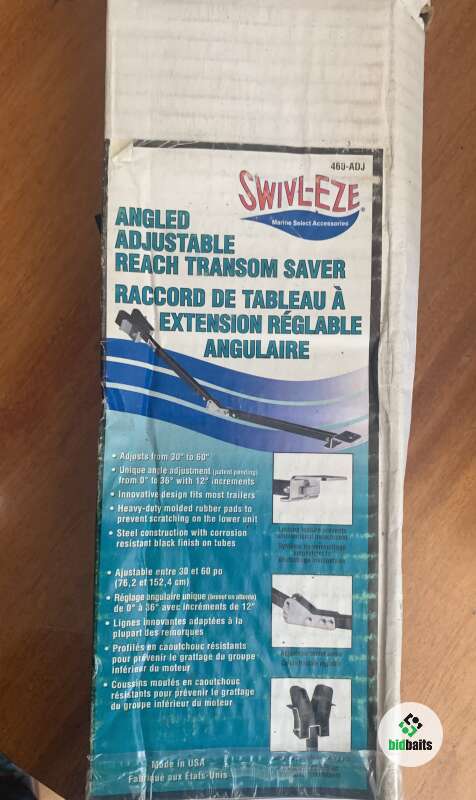 460-ADJ
SWIVL-EZE®
Marine Select Accessories
ANGLED
ADJUSTABLE
REACH TRANSOM SAVER
RACCORD DE TABLEAU À
EXTENSION RÉGLABLE
ANGULAIRE
• Adjusts from 30" to 60"
• Unique angle adjustment (patent pending)
from 0° to 36° with 12° increments
• Innovative design fits most trailers
• Heavy-duty molded rubber pads to
prevent scratching on the lower unit
• Steel construction with corrosion
resistant black finish on tubes
• Ajustable entre 30 et 60 po
(76,2 et 152,4 cm)
• Réglage angulaire unique (brevet en attente)
de 0° à 36° avec incréments de 12°
• Lignes innovantes adaptées à la
plupart des remorques
• Profilés en caoutchouc résistants
pour prévenir le grattage du groupe
inférieur du moteur
• Coussins moulés en caoutchouc
résistants pour prévenir le grattage
du groupe inférieur du moteur
Made in USA
Fabriqué aux États-Unis
bidbaits